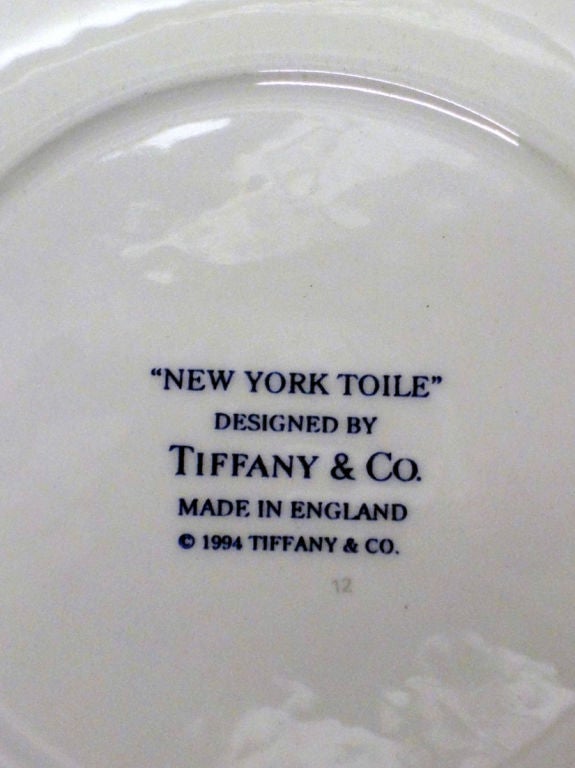 “NEW YORK TOILE”
DESIGNED BY
TIFFANY & CO.
MADE IN ENGLAND
© 1994 TIFFANY & CO.
12